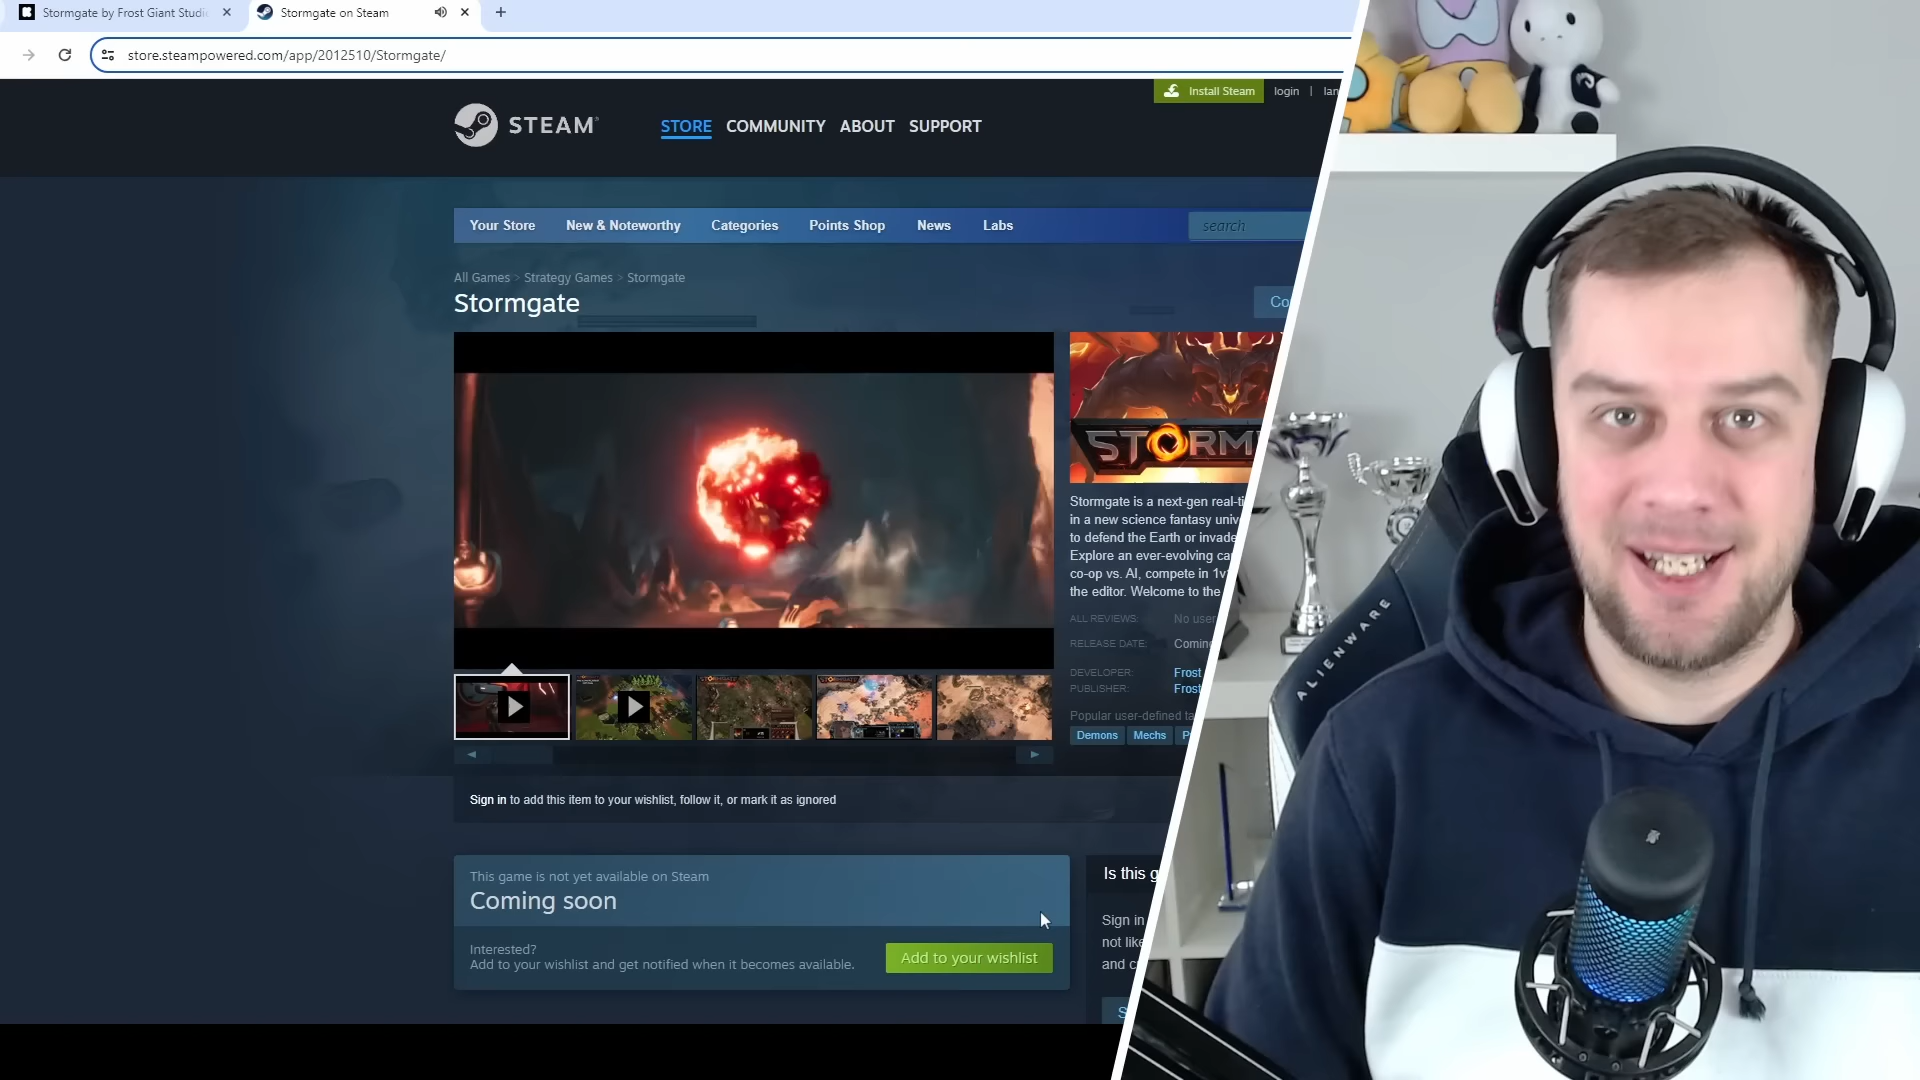 Stormgate by Frost Giant Studi
Stormgate on Steam
store.steampowered.com/app/2012510/Stormgate/
Install Steam
login
STEAM
STORE
COMMUNITY
ABOUT
SUPPORT
Your Store
New & Noteworthy
Categories
Points Shop
News
Labs
search
All Games > Strategy Games > Stormgate
Stormgate
Co
STORM
Stormgate is a next-gen real-ti
in a new science fantasy univ
to defend the Earth or invade
Explore an ever-evolving ca
co-op vs. AI, compete in 1v
the editor. Welcome to the
ALL REVIEWS: No user
RELEASE DATE: Coming
DEVELOPER: Frost
PUBLISHER: Frost
Popular user-defined ta
Demons
Mechs
Sign in to add this item to your wishlist, follow it, or mark it as ignored
This game is not yet available on Steam
Coming soon
Interested?
Add to your wishlist and get notified when it becomes available.
Add to your wishlist
Is this g
Sign in
not like
and c
ALIENWARE